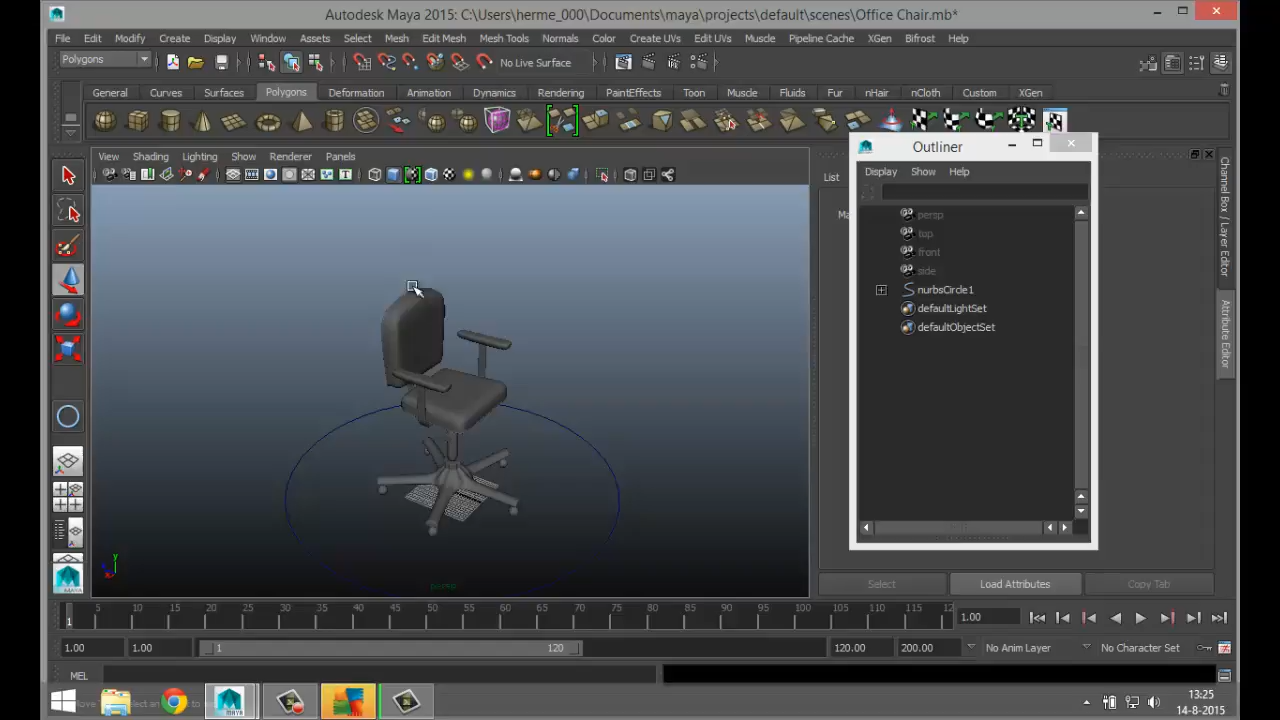 Autodesk Maya 2015: C:\Users\herme_000\Documents\maya\projects\default\scenes\Office Chair.mb*
File Edit Modify Create Display Window Assets Select Mesh Edit Mesh Mesh Tools Normals Color Create UVs Edit UVs Muscle Pipeline Cache XGen Bifrost Help
Polygons No Live Surface
General Curves Surfaces Polygons Deformation Animation Dynamics Rendering PaintEffects Toon Muscle Fluids Fur nHair nCloth Custom XGen
View Shading Lighting Show Renderer Panels
Outliner
Display Show Help
List
Ma
persp
top
front
side
nurbsCircle1
defaultLightSet
defaultObjectSet
Channel Box / Layer Editor
Attribute Editor
y
persp
Select Load Attributes Copy Tab
1 5 10 15 20 25 30 35 40 45 50 55 60 65 70 75 80 85 90 95 100 105 110 115 12 1.00
1.00 1.00 1 120 120.00 200.00 No Anim Layer No Character Set
MEL
MAYA
13:25
14-8-2015